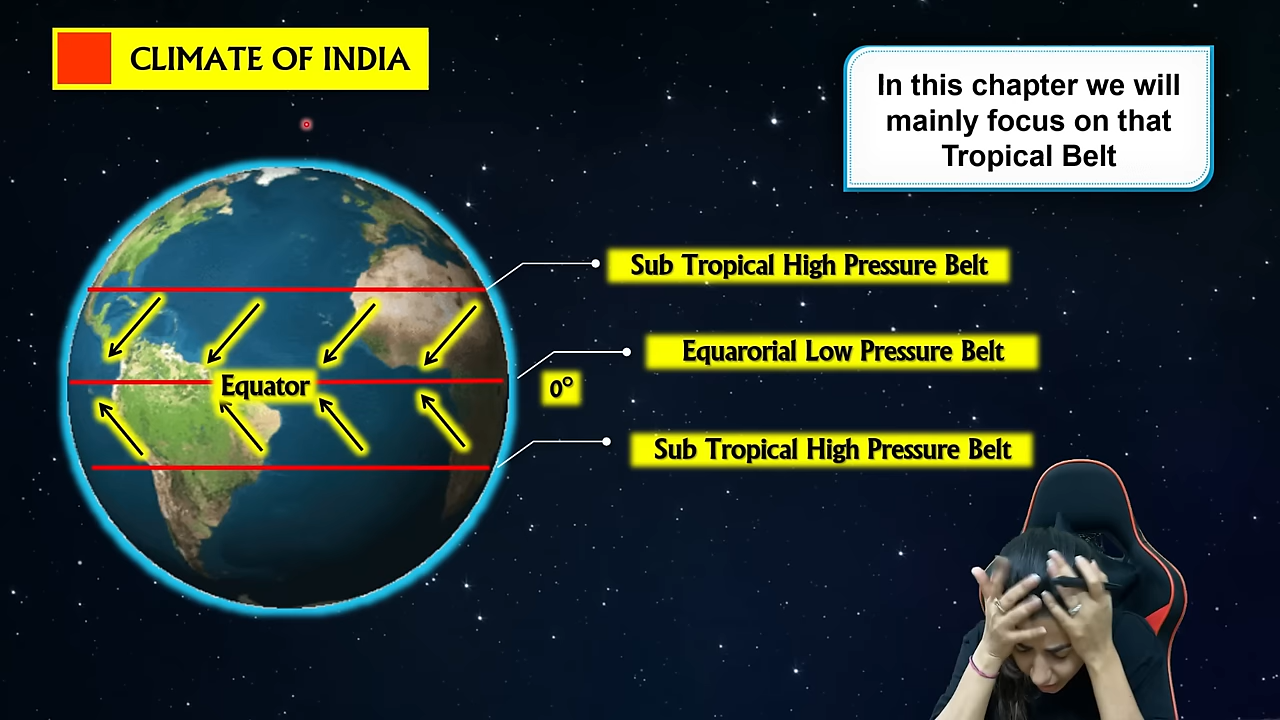 CLIMATE OF INDIA
In this chapter we will
mainly focus on that
Tropical Belt
Sub Tropical High Pressure Belt
Equarorial Low Pressure Belt
Equator
0°
Sub Tropical High Pressure Belt